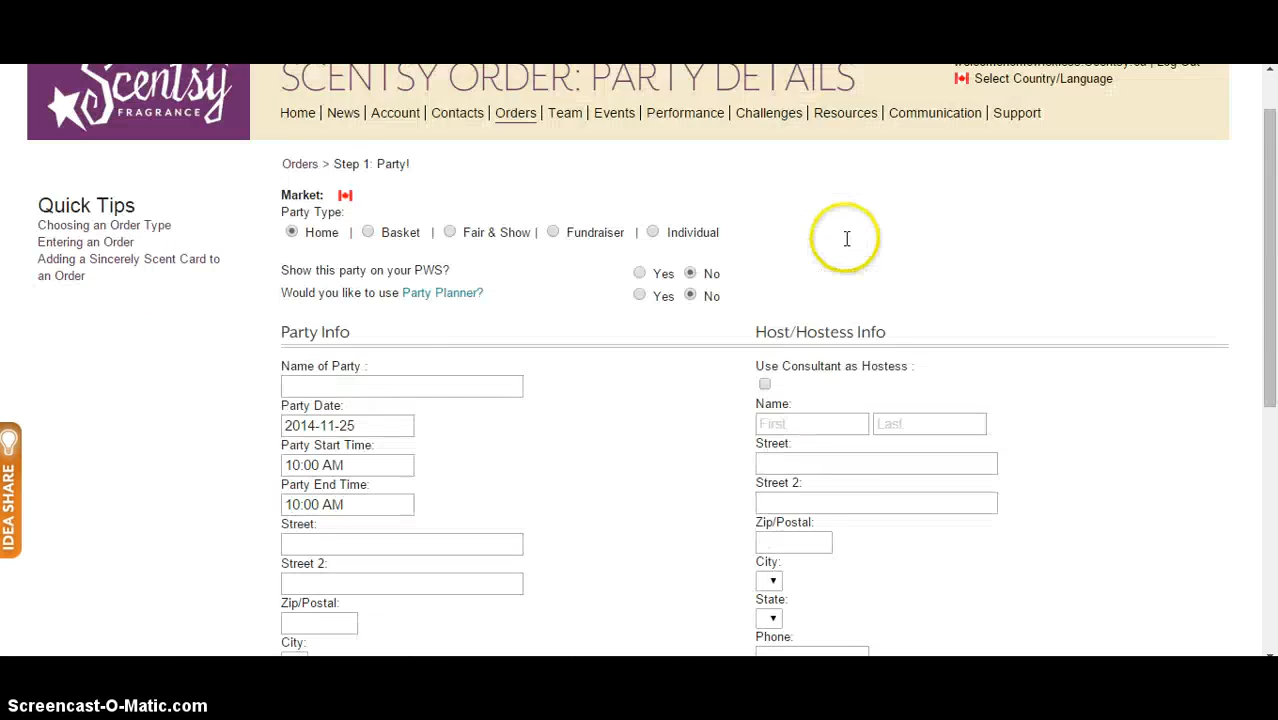 Scentsy
FRAGRANCE
SCENTSY ORDER: PARTY DETAILS
Log Out
Select Country/Language
Home | News | Account | Contacts | Orders | Team | Events | Performance | Challenges | Resources | Communication | Support
Orders > Step 1: Party!
Quick Tips
Choosing an Order Type
Entering an Order
Adding a Sincerely Scent Card to
an Order
Market:
Party Type:
Home | Basket | Fair & Show | Fundraiser | Individual
Show this party on your PWS? Yes No
Would you like to use Party Planner? Yes No
Party Info
Name of Party :
Party Date:
2014-11-25
Party Start Time:
10:00 AM
Party End Time:
10:00 AM
Street:
Street 2:
Zip/Postal:
City:
Host/Hostess Info
Use Consultant as Hostess :
Name:
First Last
Street:
Street 2:
Zip/Postal:
City:
State:
Phone:
IDEA SHARE
Screencast-O-Matic.com